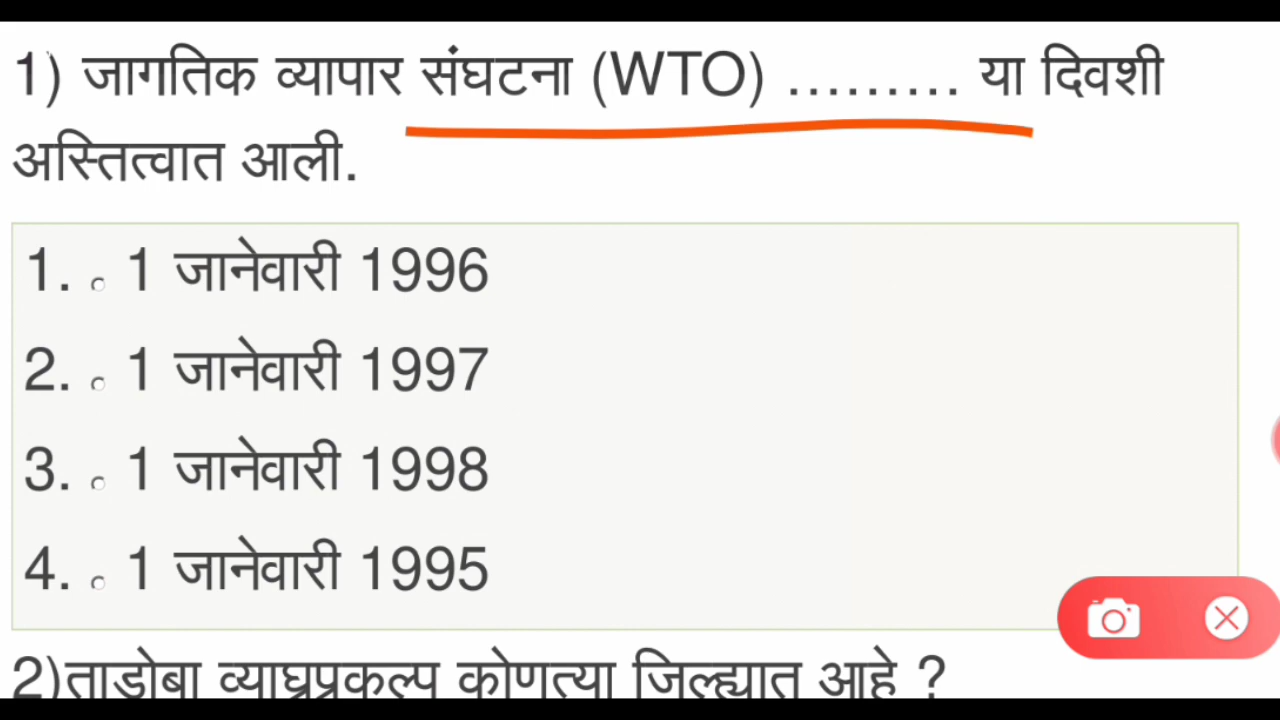 1) जागतिक व्यापार संघटना (WTO) ......... या दिवशी
अस्तित्वात आली.
1. 1 जानेवारी 1996
2. 1 जानेवारी 1997
3. 1 जानेवारी 1998
4. 1 जानेवारी 1995
2)ताडोबा व्याघ्रप्रकल्प कोणत्या जिल्ह्यात आहे ?